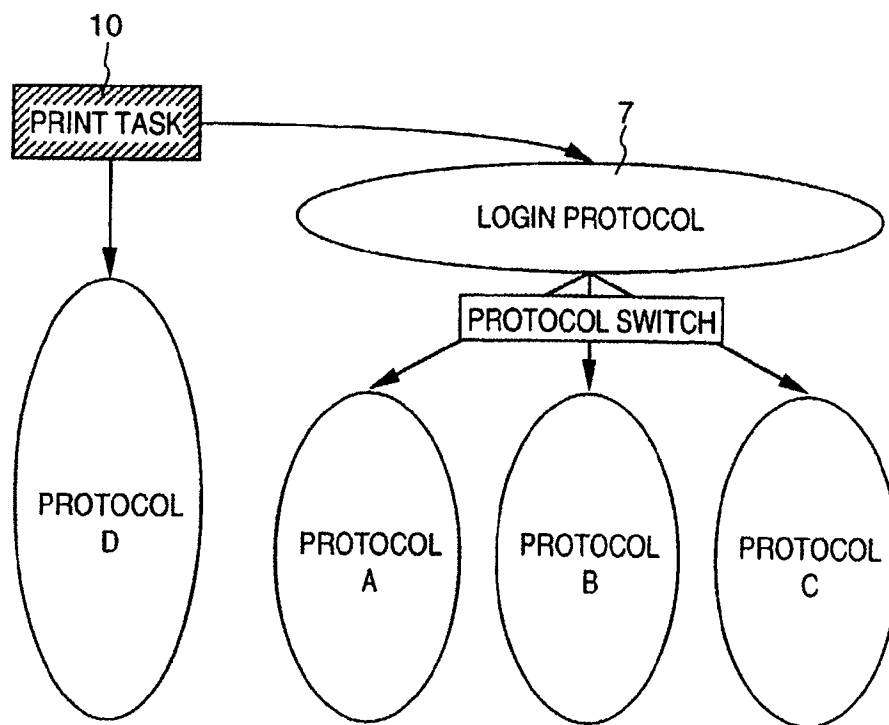 10
PRINT TASK
7
LOGIN PROTOCOL
PROTOCOL SWITCH
PROTOCOL
D
PROTOCOL
A
PROTOCOL
B
PROTOCOL
C